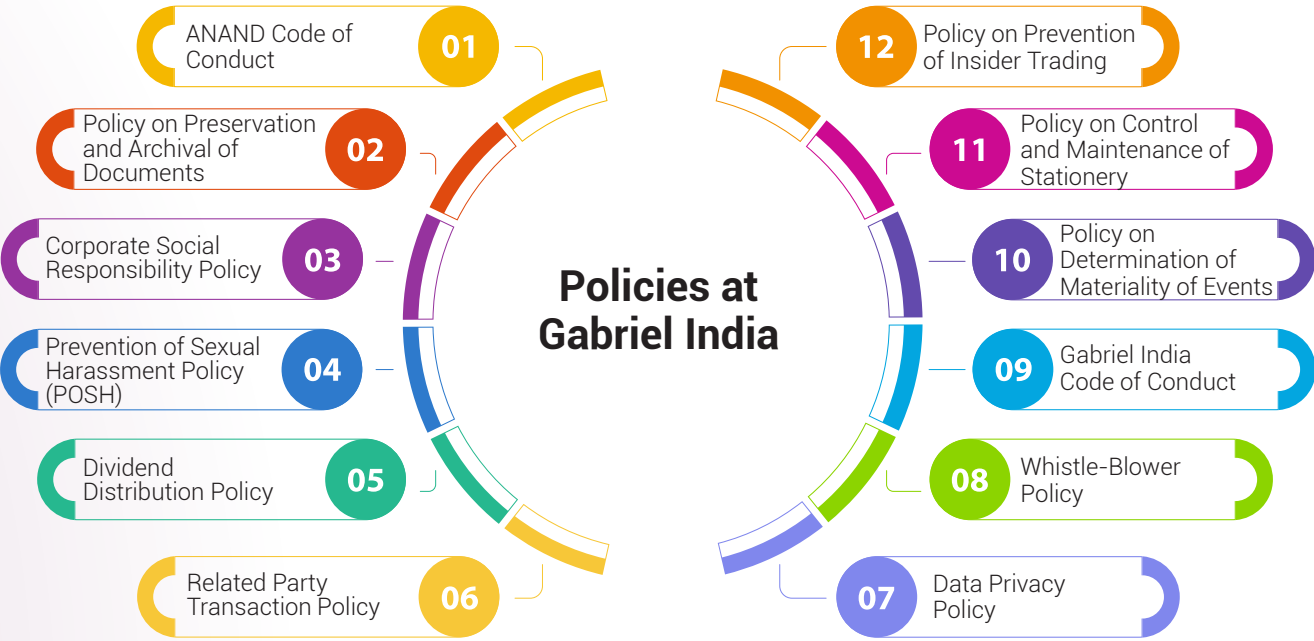 Policies at
Gabriel India
01
ANAND Code of
Conduct
02
Policy on Preservation
and Archival of
Documents
03
Corporate Social
Responsibility Policy
04
Prevention of Sexual
Harassment Policy
(POSH)
05
Dividend
Distribution Policy
06
Related Party
Transaction Policy
07
Data Privacy
Policy
08
Whistle-Blower
Policy
09
Gabriel India
Code of Conduct
10
Policy on
Determination of
Materiality of Events
11
Policy on Control
and Maintenance of
Stationery
12
Policy on Prevention
of Insider Trading